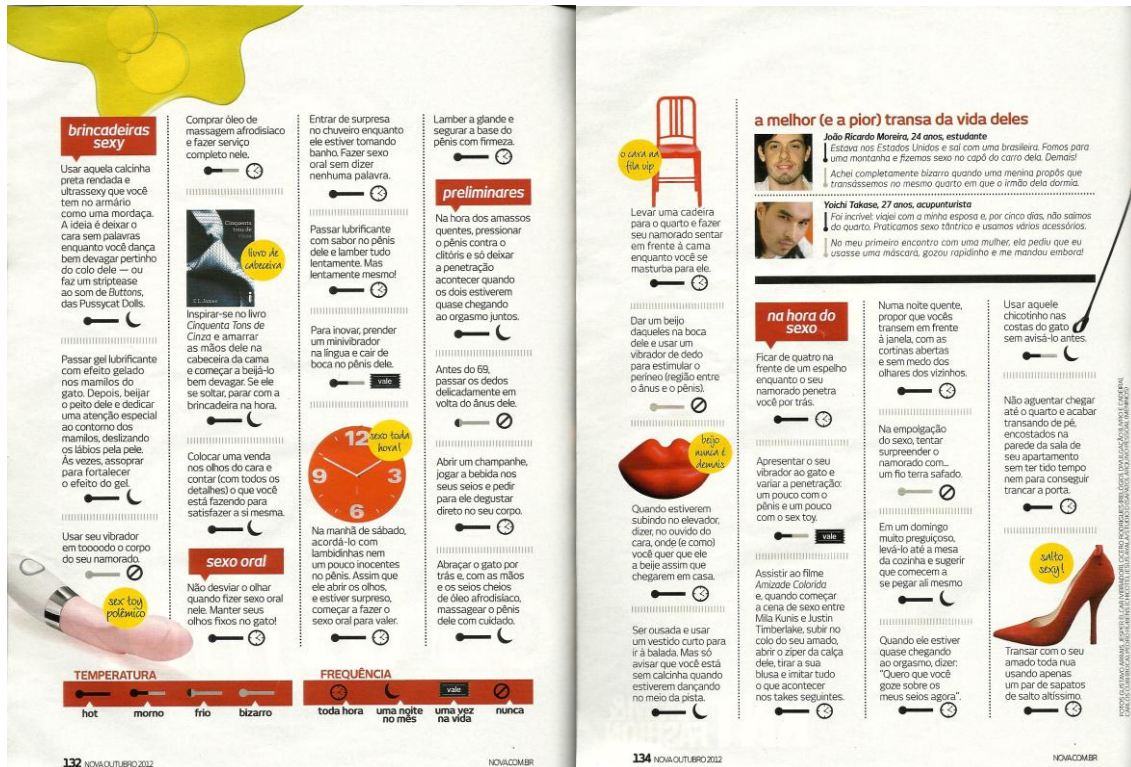 brincadeiras
sexy
Usar aquela calcinha
preta rendada e
ultrassexy que você
tem no armário
como uma mordaça.
A ideia é deixar o
cara sem palavras
enquanto você dança
bem devagar pertinho
do colo dele — ou
faz um striptease
ao som de Buttons,
das Pussycat Dolls.
Passar gel lubrificante
com efeito gelado
nos mamilos do
gato. Depois, beijar
o peito dele e dedicar
uma atenção especial
ao contorno dos
mamilos, deslizando
os lábios pela pele.
Às vezes, assoprar
para fortalecer
o efeito do gel.
Usar seu vibrador
em toooodo o corpo
do seu namorado.
sex toy
polêmico
Comprar óleo de
massagem afrodisíaco
e fazer serviço
completo nele.
Cinquenta
tons de
cinza
E L James
livro de
cabeceira
Inspirar-se no livro
Cinquenta Tons de
Cinza e amarrar
as mãos dele na
cabeceira da cama
e começar a beijá-lo
bem devagar. Se ele
se soltar, parar com a
brincadeira na hora.
Colocar uma venda
nos olhos do cara e
contar (com todos os
detalhes) o que você
está fazendo para
satisfazer a si mesma.
sexo oral
Não desviar o olhar
quando fizer sexo oral
nele. Manter seus
olhos fixos no gato!
Entrar de surpresa
no chuveiro enquanto
ele estiver tomando
banho. Fazer sexo
oral sem dizer
nenhuma palavra.
Passar lubrificante
com sabor no pênis
dele e lamber tudo
lentamente. Mas
lentamente mesmo!
Para inovar, prender
um minivibrador
na língua e cair de
boca no pênis dele.
vale
12
3
6
9
sexo toda
hora!
Na manhã de sábado,
acordá-lo com
lambidinhas nem
um pouco inocentes
no pênis. Assim que
ele abrir os olhos,
e estiver surpreso,
começar a fazer o
sexo oral para valer.
Lamber a glande e
segurar a base do
pênis com firmeza.
preliminares
Na hora dos amassos
quentes, pressionar
o pênis contra o
clitóris e só deixar
a penetração
acontecer quando
os dois estiverem
quase chegando
ao orgasmo juntos.
Antes do 69,
passar os dedos
delicadamente em
volta do ânus dele.
Abrir um champanhe,
jogar a bebida nos
seus seios e pedir
para ele degustar
direto no seu corpo.
Abraçar o gato por
trás e, com as mãos
e os seios cheios
de óleo afrodisíaco,
massagear o pênis
dele com cuidado.
TEMPERATURA
hot
morno
frio
bizarro
FREQUÊNCIA
toda hora
uma noite
no mês
vale
uma vez
na vida
nunca
132 NOVA OUTUBRO 2012
NOVA.COM.BR
o cara na
fila vip
Levar uma cadeira
para o quarto e fazer
seu namorado sentar
em frente à cama
enquanto você se
masturba para ele.
Dar um beijo
daqueles na boca
dele e usar um
vibrador de dedo
para estimular o
períneo (região entre
o ânus e o pênis).
beijo
nunca é
demais
Quando estiverem
subindo no elevador,
dizer, no ouvido do
cara, onde (e como)
você quer que ele
a beije assim que
chegarem em casa.
Ser ousada e usar
um vestido curto para
ir à balada. Mas só
avisar que você está
sem calcinha quando
estiverem dançando
no meio da pista.
a melhor (e a pior) transa da vida deles
João Ricardo Moreira, 24 anos, estudante
Estava nos Estados Unidos e saí com uma brasileira. Fomos para
uma montanha e fizemos sexo no capô do carro dela. Demais!
Achei completamente bizarro quando uma menina propôs que
transássemos no mesmo quarto em que o irmão dela dormia.
Yoichi Takase, 27 anos, acupunturista
Foi incrível: viajei com a minha esposa e, por cinco dias, não saímos
do quarto. Praticamos sexo tântrico e usamos vários acessórios.
No meu primeiro encontro com uma mulher, ela pediu que eu
usasse uma máscara, gozou rapidinho e me mandou embora!
na hora do
sexo
Ficar de quatro na
frente de um espelho
enquanto o seu
namorado penetra
você por trás.
Apresentar o seu
vibrador ao gato e
variar a penetração:
um pouco com o
pênis e um pouco
com o sex toy.
vale
Assistir ao filme
Amizade Colorida
e, quando começar
a cena de sexo entre
Mila Kunis e Justin
Timberlake, subir no
colo do seu amado,
abrir o zíper da calça
dele, tirar a sua
blusa e imitar tudo
o que acontecer
nos takes seguintes.
Numa noite quente,
propor que vocês
transem em frente
à janela, com as
cortinas abertas
e sem medo dos
olhares dos vizinhos.
Na empolgação
do sexo, tentar
surpreender o
namorado com...
um fio terra safado.
Em um domingo
muito preguiçoso,
levá-lo até a mesa
da cozinha e sugerir
que comecem a
se pegar ali mesmo
Quando ele estiver
quase chegando
ao orgasmo, dizer:
"Quero que você
goze sobre os
meus seios agora".
Usar aquele
chicotinho nas
costas do gato
sem avisá-lo antes.
Não aguentar chegar
até o quarto e acabar
transando de pé,
encostados na
parede da sala de
seu apartamento
sem ter tido tempo
nem para conseguir
trancar a porta.
salto
sexy!
Transar com o seu
amado toda nua
usando apenas
um par de sapatos
de salto altíssimo.
134 NOVA OUTUBRO 2012
NOVA.COM.BR